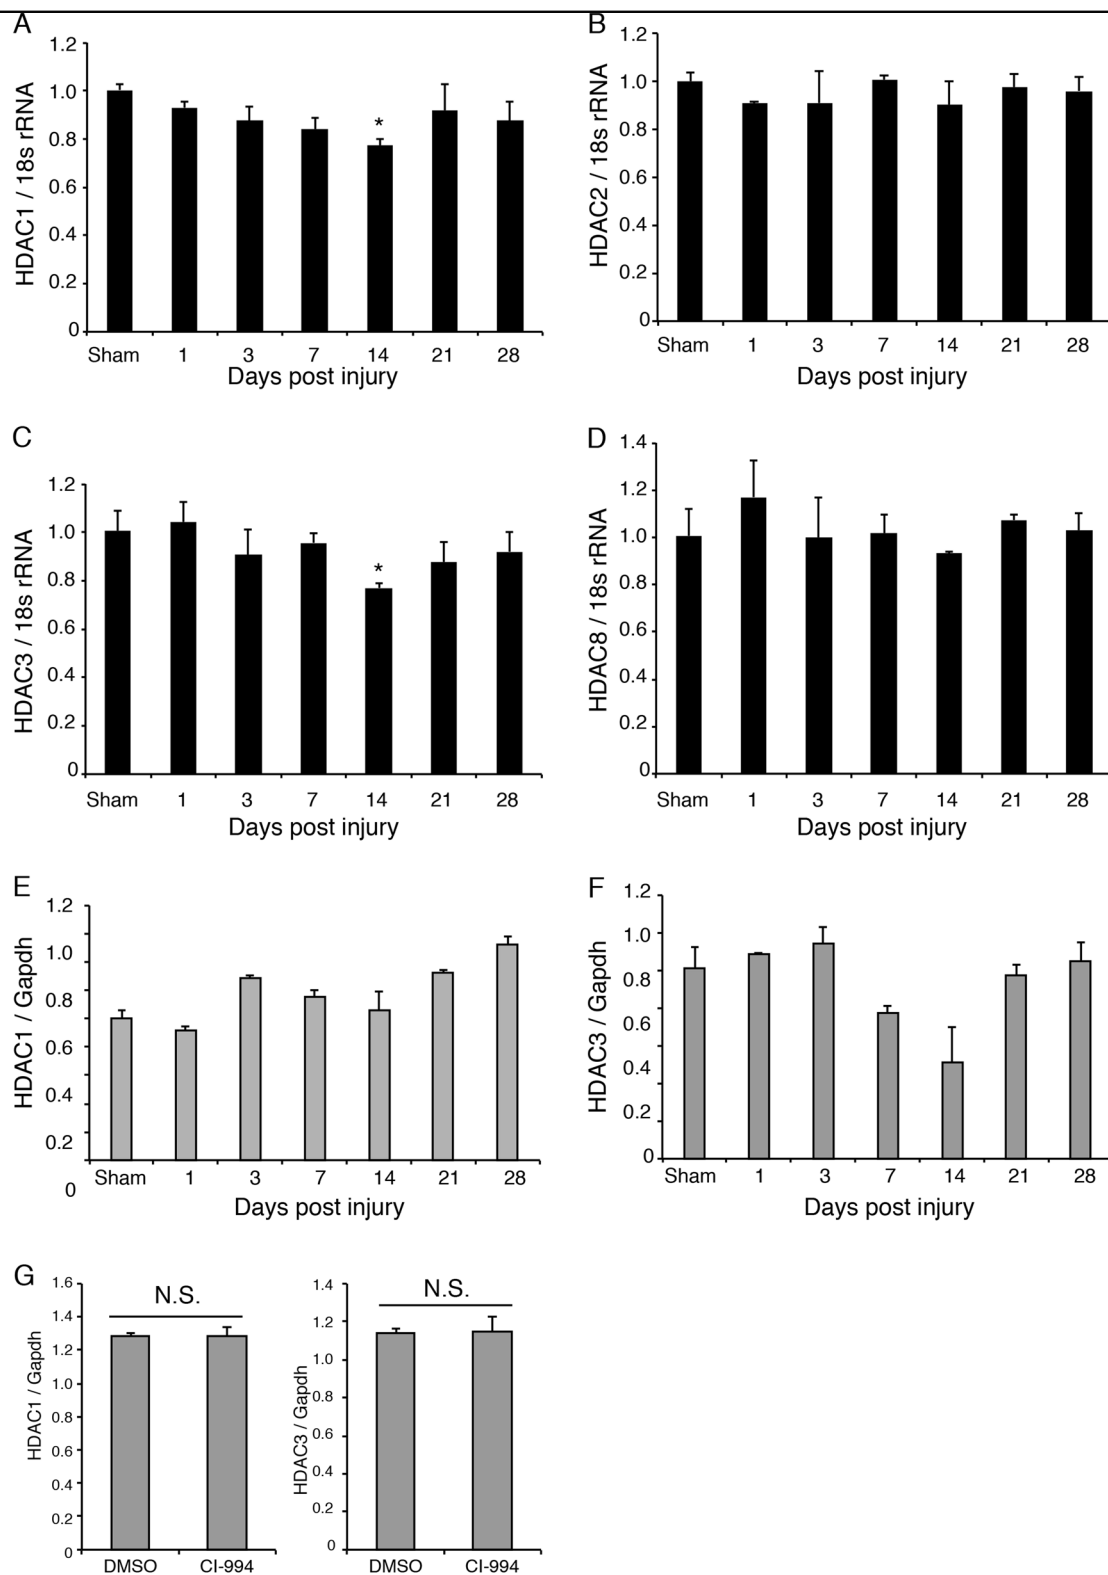 A
1.2
1.0
0.8
0.6
0.4
0.2
0
HDAC1 / 18s rRNA
*
Sham 1 3 7 14 21 28
Days post injury
B
1.2
1.0
0.8
0.6
0.4
0.2
0
HDAC2 / 18s rRNA
Sham 1 3 7 14 21 28
Days post injury
C
1.2
1.0
0.8
0.6
0.4
0.2
0
HDAC3 / 18s rRNA
*
Sham 1 3 7 14 21 28
Days post injury
D
1.4
1.2
1.0
0.8
0.6
0.4
0.2
0
HDAC8 / 18s rRNA
Sham 1 3 7 14 21 28
Days post injury
E
1.2
1.0
0.8
0.6
0.4
0.2
0
HDAC1 / Gapdh
Sham 1 3 7 14 21 28
Days post injury
F
1.2
1.0
0.8
0.6
0.4
0.2
0
HDAC3 / Gapdh
Sham 1 3 7 14 21 28
Days post injury
G
1.6
1.4
1.2
1.0
0.8
0.6
0.4
0.2
0
HDAC1 / Gapdh
N.S.
DMSO CI-994
1.4
1.2
1.0
0.8
0.6
0.4
0.2
0
HDAC3 / Gapdh
N.S.
DMSO CI-994